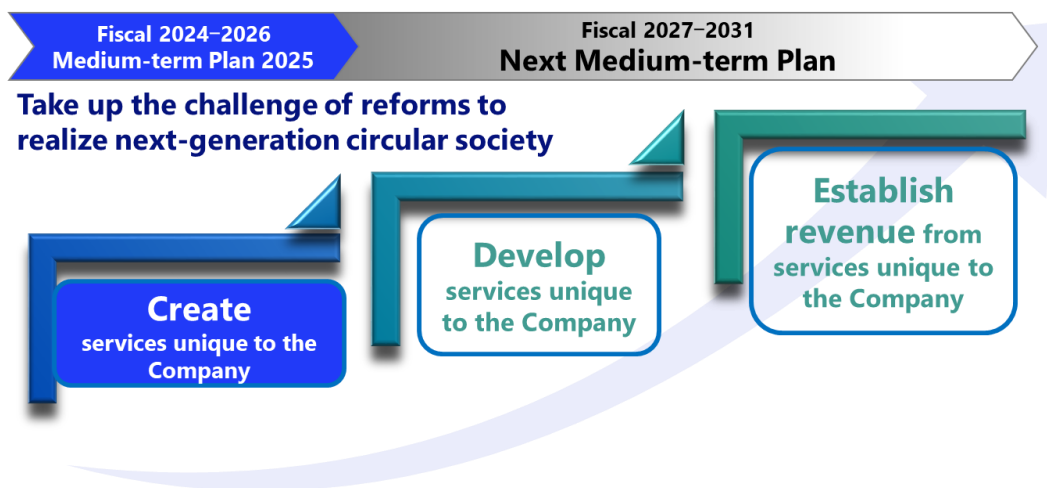 Fiscal 2024–2026
Medium-term Plan 2025
Fiscal 2027–2031
Next Medium-term Plan
Take up the challenge of reforms to
realize next-generation circular society
Create
services unique to the
Company
Develop
services unique
to the Company
Establish
revenue from
services unique to
the Company